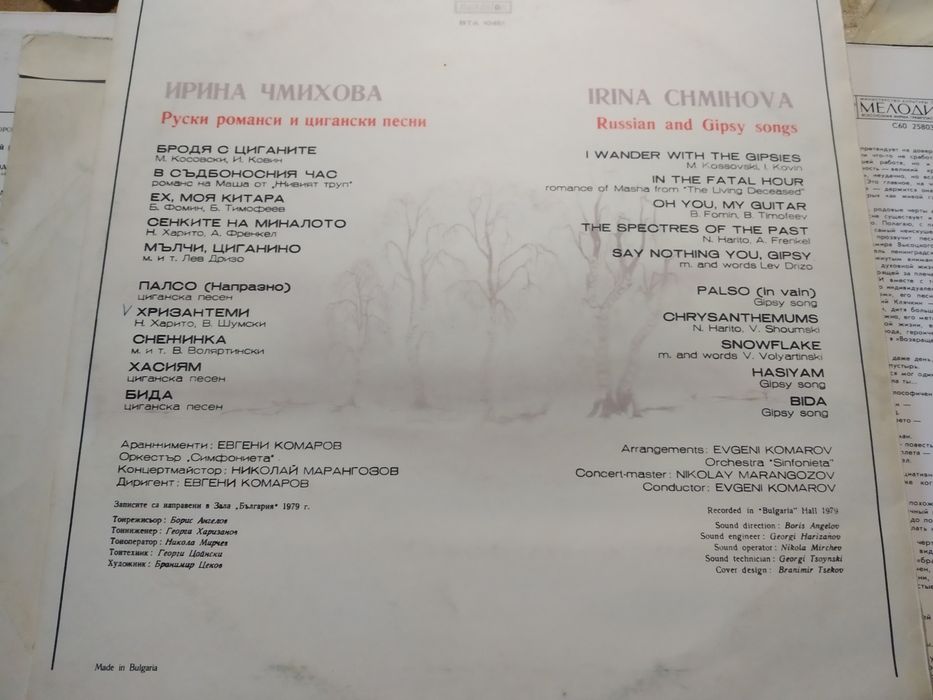 ИРИНА ЧМИХОВА
Руски романси и цигански песни
БРОДЯ С ЦИГАНИТЕ
М. Косовски, И. Ковин
В СЪДБОНОСНИЯ ЧАС
романс на Маша от „Живият труп"
ЕХ, МОЯ КИТАРА
Б. Фомин, Б. Тимофеев
СЕНКИТЕ НА МИНАЛОТО
Н. Харито, А. Френкел
МЪЛЧИ, ЦИГАНИНО
м. и т. Лев Дризо
ПАЛСО (Напразно)
циганска песен
ХРИЗАНТЕМИ
Н. Харито, В. Шумски
СНЕЖИНКА
м. и т. В. Воляртински
ХАСИЯМ
циганска песен
БИДА
циганска песен
Аранжименти: ЕВГЕНИ КОМАРОВ
Оркестър „Симфониета"
Концертмайстор: НИКОЛАЙ МАРАНГОЗОВ
Диригент: ЕВГЕНИ КОМАРОВ
Записите са направени в Зала „България" 1979 г.
Тонрежисьор: Борис Ангелов
Тонинженер: Георги Харизанов
Тоноператор: Никола Мирчев
Тонтехник: Георги Цоянски
Художник: Бранимир Цеков
Made in Bulgaria
IRINA CHMIHOVA
Russian and Gipsy songs
I WANDER WITH THE GIPSIES
M. Kossovski, I. Kovin
IN THE FATAL HOUR
romance of Masha from "The Living Deceased"
OH YOU, MY GUITAR
B. Fomin, B. Timofeev
THE SPECTRES OF THE PAST
N. Harito, A. Frenkel
SAY NOTHING YOU, GIPSY
m. and words Lev Drizo
PALSO (in vain)
Gipsy song
CHRYSANTHEMUMS
N. Harito, V. Shoumski
SNOWFLAKE
m. and words V. Volyartinski
HASIYAM
Gipsy song
BIDA
Gipsy song
Arrangements: EVGENI KOMAROV
Orchestra "Sinfonieta"
Concert-master: NIKOLAY MARANGOZOV
Conductor: EVGENI KOMAROV
Recorded in "Bulgaria" Hall 1979
Sound direction: Boris Angelov
Sound engineer: Georgi Harizanov
Sound operator: Nikola Mirchev
Sound technician: Georgi Tsoynski
Cover design: Branimir Tsekov
C60 25803